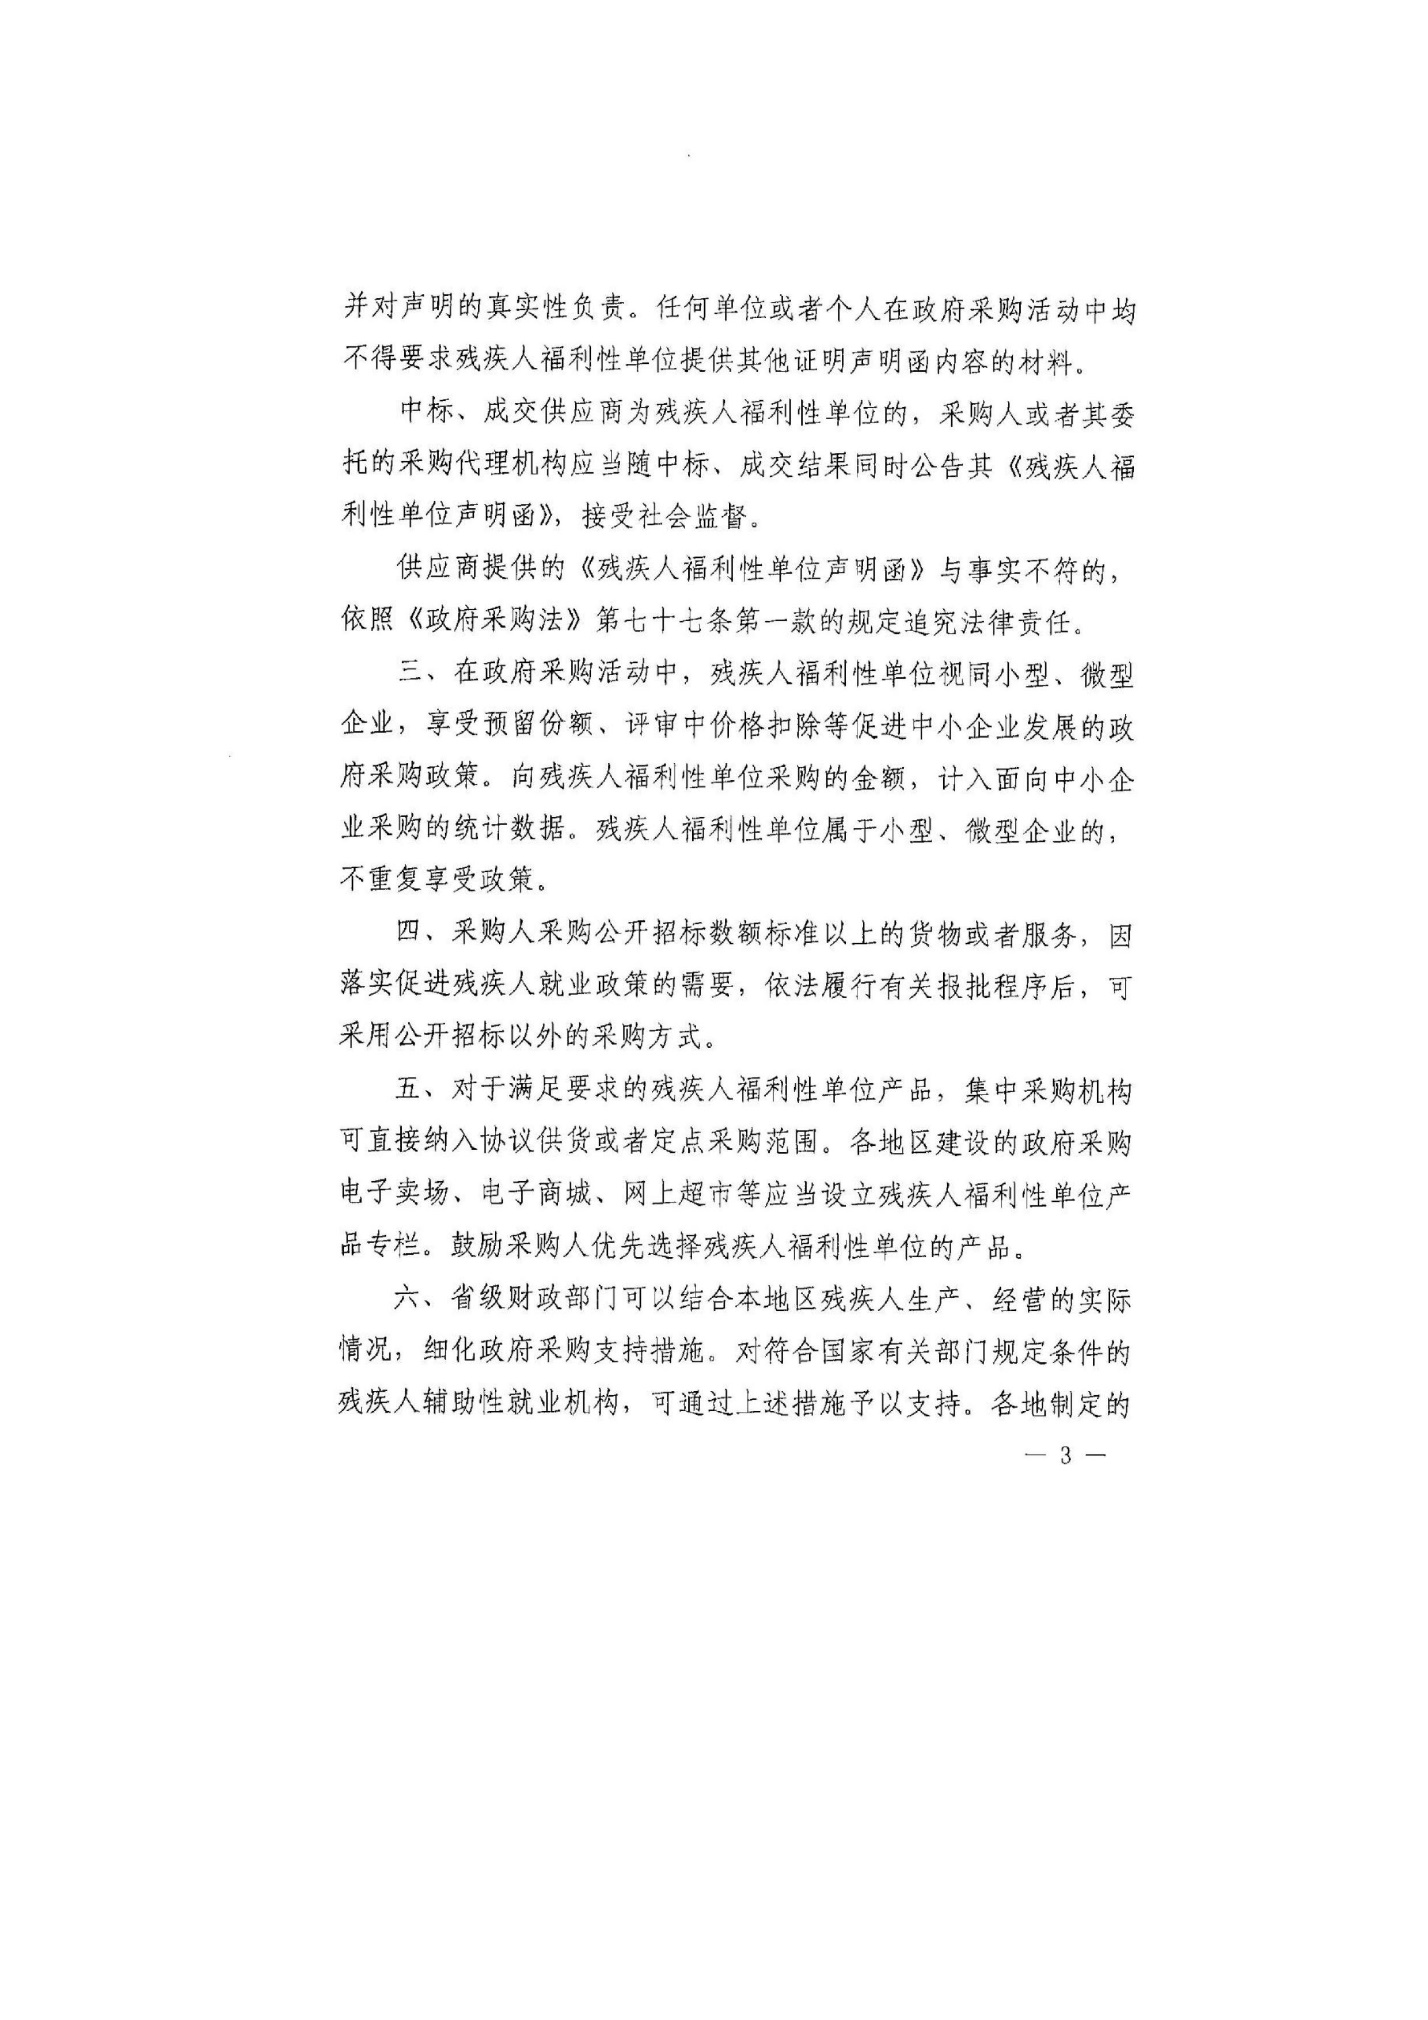 并对声明的真实性负责。任何单位或者个人在政府采购活动中均
不得要求残疾人福利性单位提供其他证明声明函内容的材料。
中标、成交供应商为残疾人福利性单位的，采购人或者其委
托的采购代理机构应当随中标、成交结果同时公告其《残疾人福
利性单位声明函》，接受社会监督。
供应商提供的《残疾人福利性单位声明函》与事实不符的，
依照《政府采购法》第七十七条第一款的规定追究法律责任。
三、在政府采购活动中，残疾人福利性单位视同小型、微型
企业，享受预留份额、评审中价格扣除等促进中小企业发展的政
府采购政策。向残疾人福利性单位采购的金额，计入面向中小企
业采购的统计数据。残疾人福利性单位属于小型、微型企业的，
不重复享受政策。
四、采购人采购公开招标数额标准以上的货物或者服务，因
落实促进残疾人就业政策的需要，依法履行有关报批程序后，可
采用公开招标以外的采购方式。
五、对于满足要求的残疾人福利性单位产品，集中采购机构
可直接纳入协议供货或者定点采购范围。各地区建设的政府采购
电子卖场、电子商城、网上超市等应当设立残疾人福利性单位产
品专栏。鼓励采购人优先选择残疾人福利性单位的产品。
六、省级财政部门可以结合本地区残疾人生产、经营的实际
情况，细化政府采购支持措施。对符合国家有关部门规定条件的
残疾人辅助性就业机构，可通过上述措施予以支持。各地制定的
— 3 —